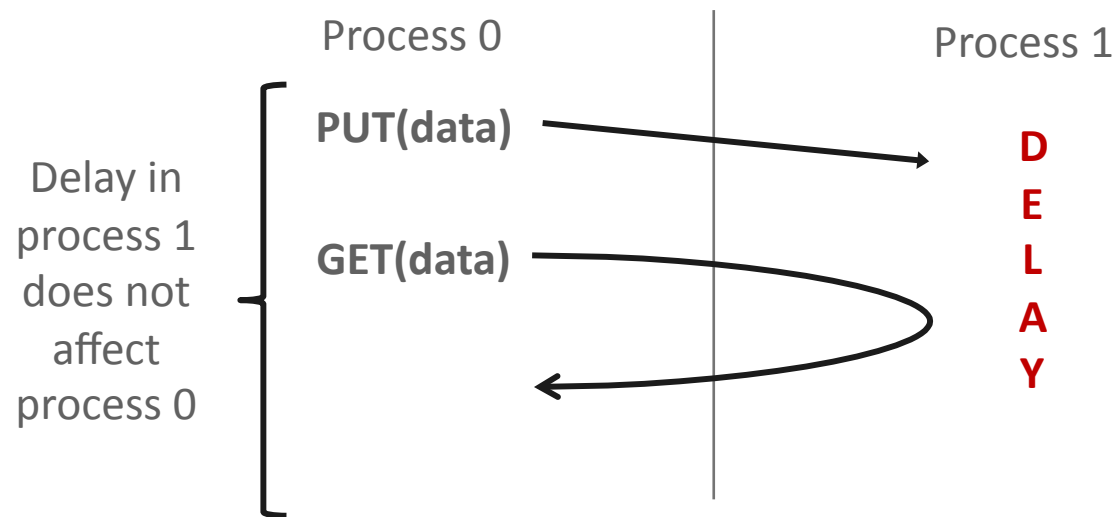 Process 0
Process 1
PUT(data)
GET(data)
Delay in
process 1
does not
affect
process 0
D
E
L
A
Y